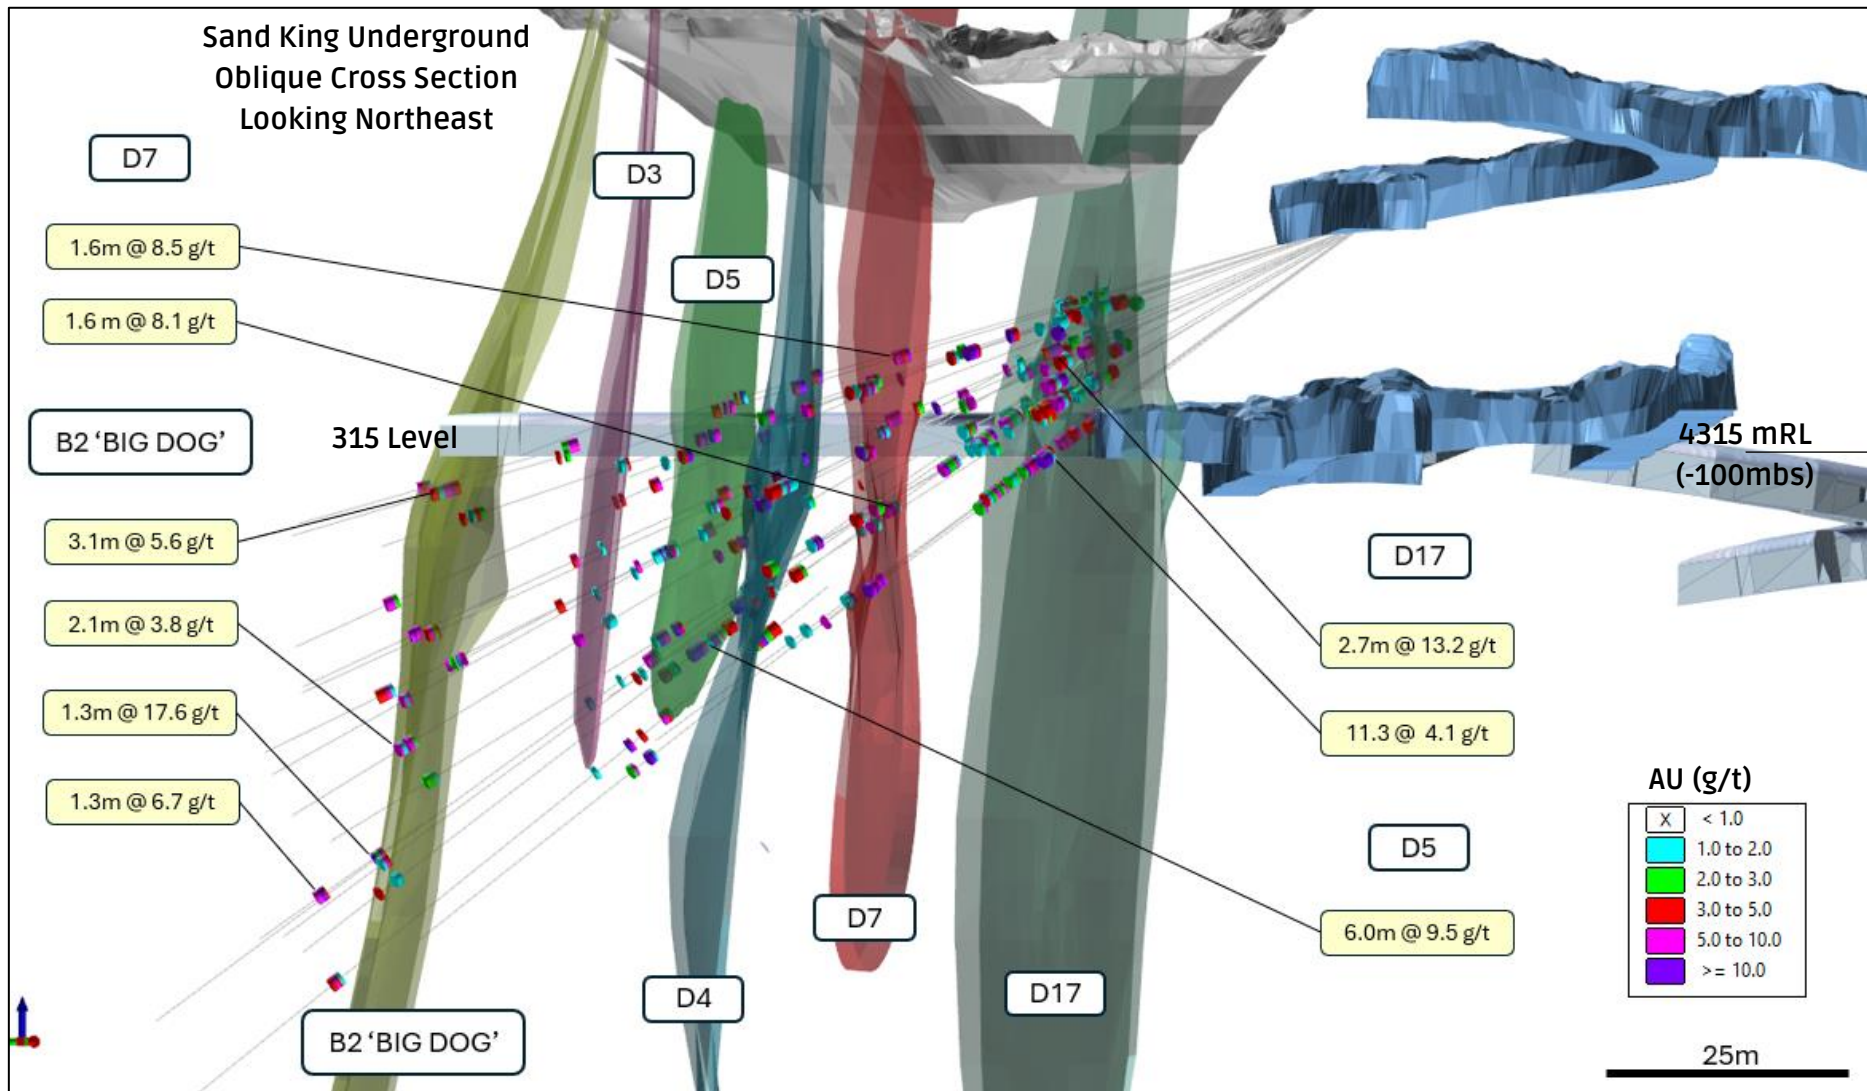 Sand King Underground
Oblique Cross Section
Looking Northeast
D7
1.6m @ 8.5 g/t
1.6 m @ 8.1 g/t
B2 ‘BIG DOG’
3.1m @ 5.6 g/t
2.1m @ 3.8 g/t
1.3m @ 17.6 g/t
1.3m @ 6.7 g/t
D3
D5
315 Level
4315 mRL
(-100mbs)
D17
2.7m @ 13.2 g/t
11.3 @ 4.1 g/t
D5
6.0m @ 9.5 g/t
D7
D4
D17
B2 ‘BIG DOG’
AU (g/t)
X < 1.0
1.0 to 2.0
2.0 to 3.0
3.0 to 5.0
5.0 to 10.0
>= 10.0
25m